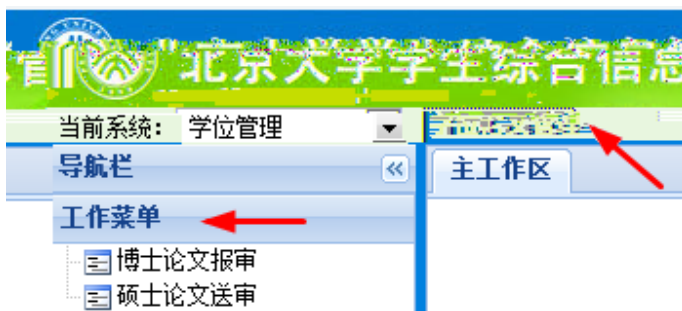 北京大学学生综合信息
当前系统： 学位管理
导航栏
主工作区
工作菜单
博士论文报审
硕士论文送审